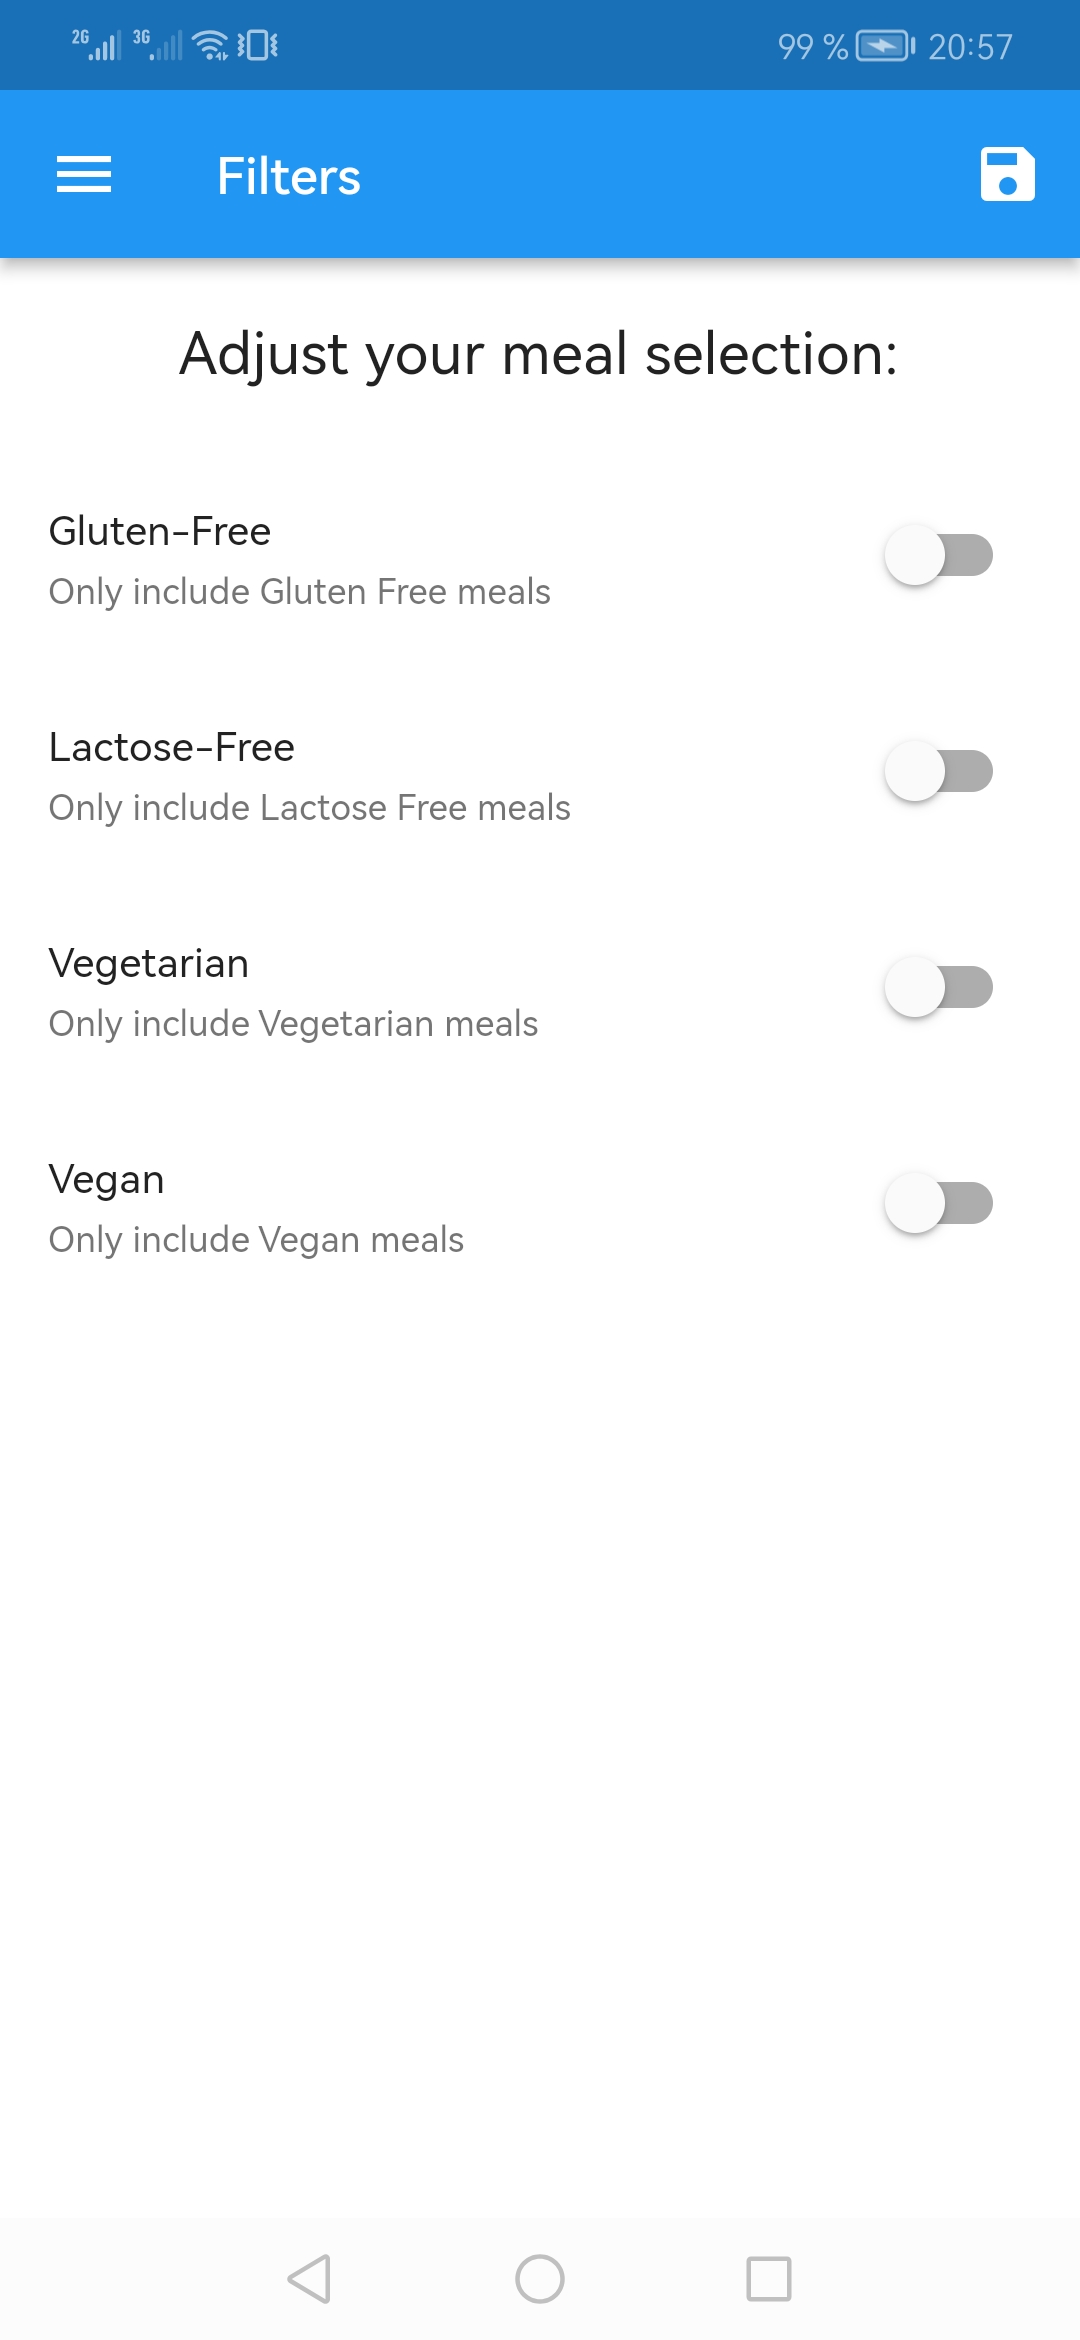 2G 3G 99 % 20:57
Filters
Adjust your meal selection:
Gluten-Free
Only include Gluten Free meals
Lactose-Free
Only include Lactose Free meals
Vegetarian
Only include Vegetarian meals
Vegan
Only include Vegan meals